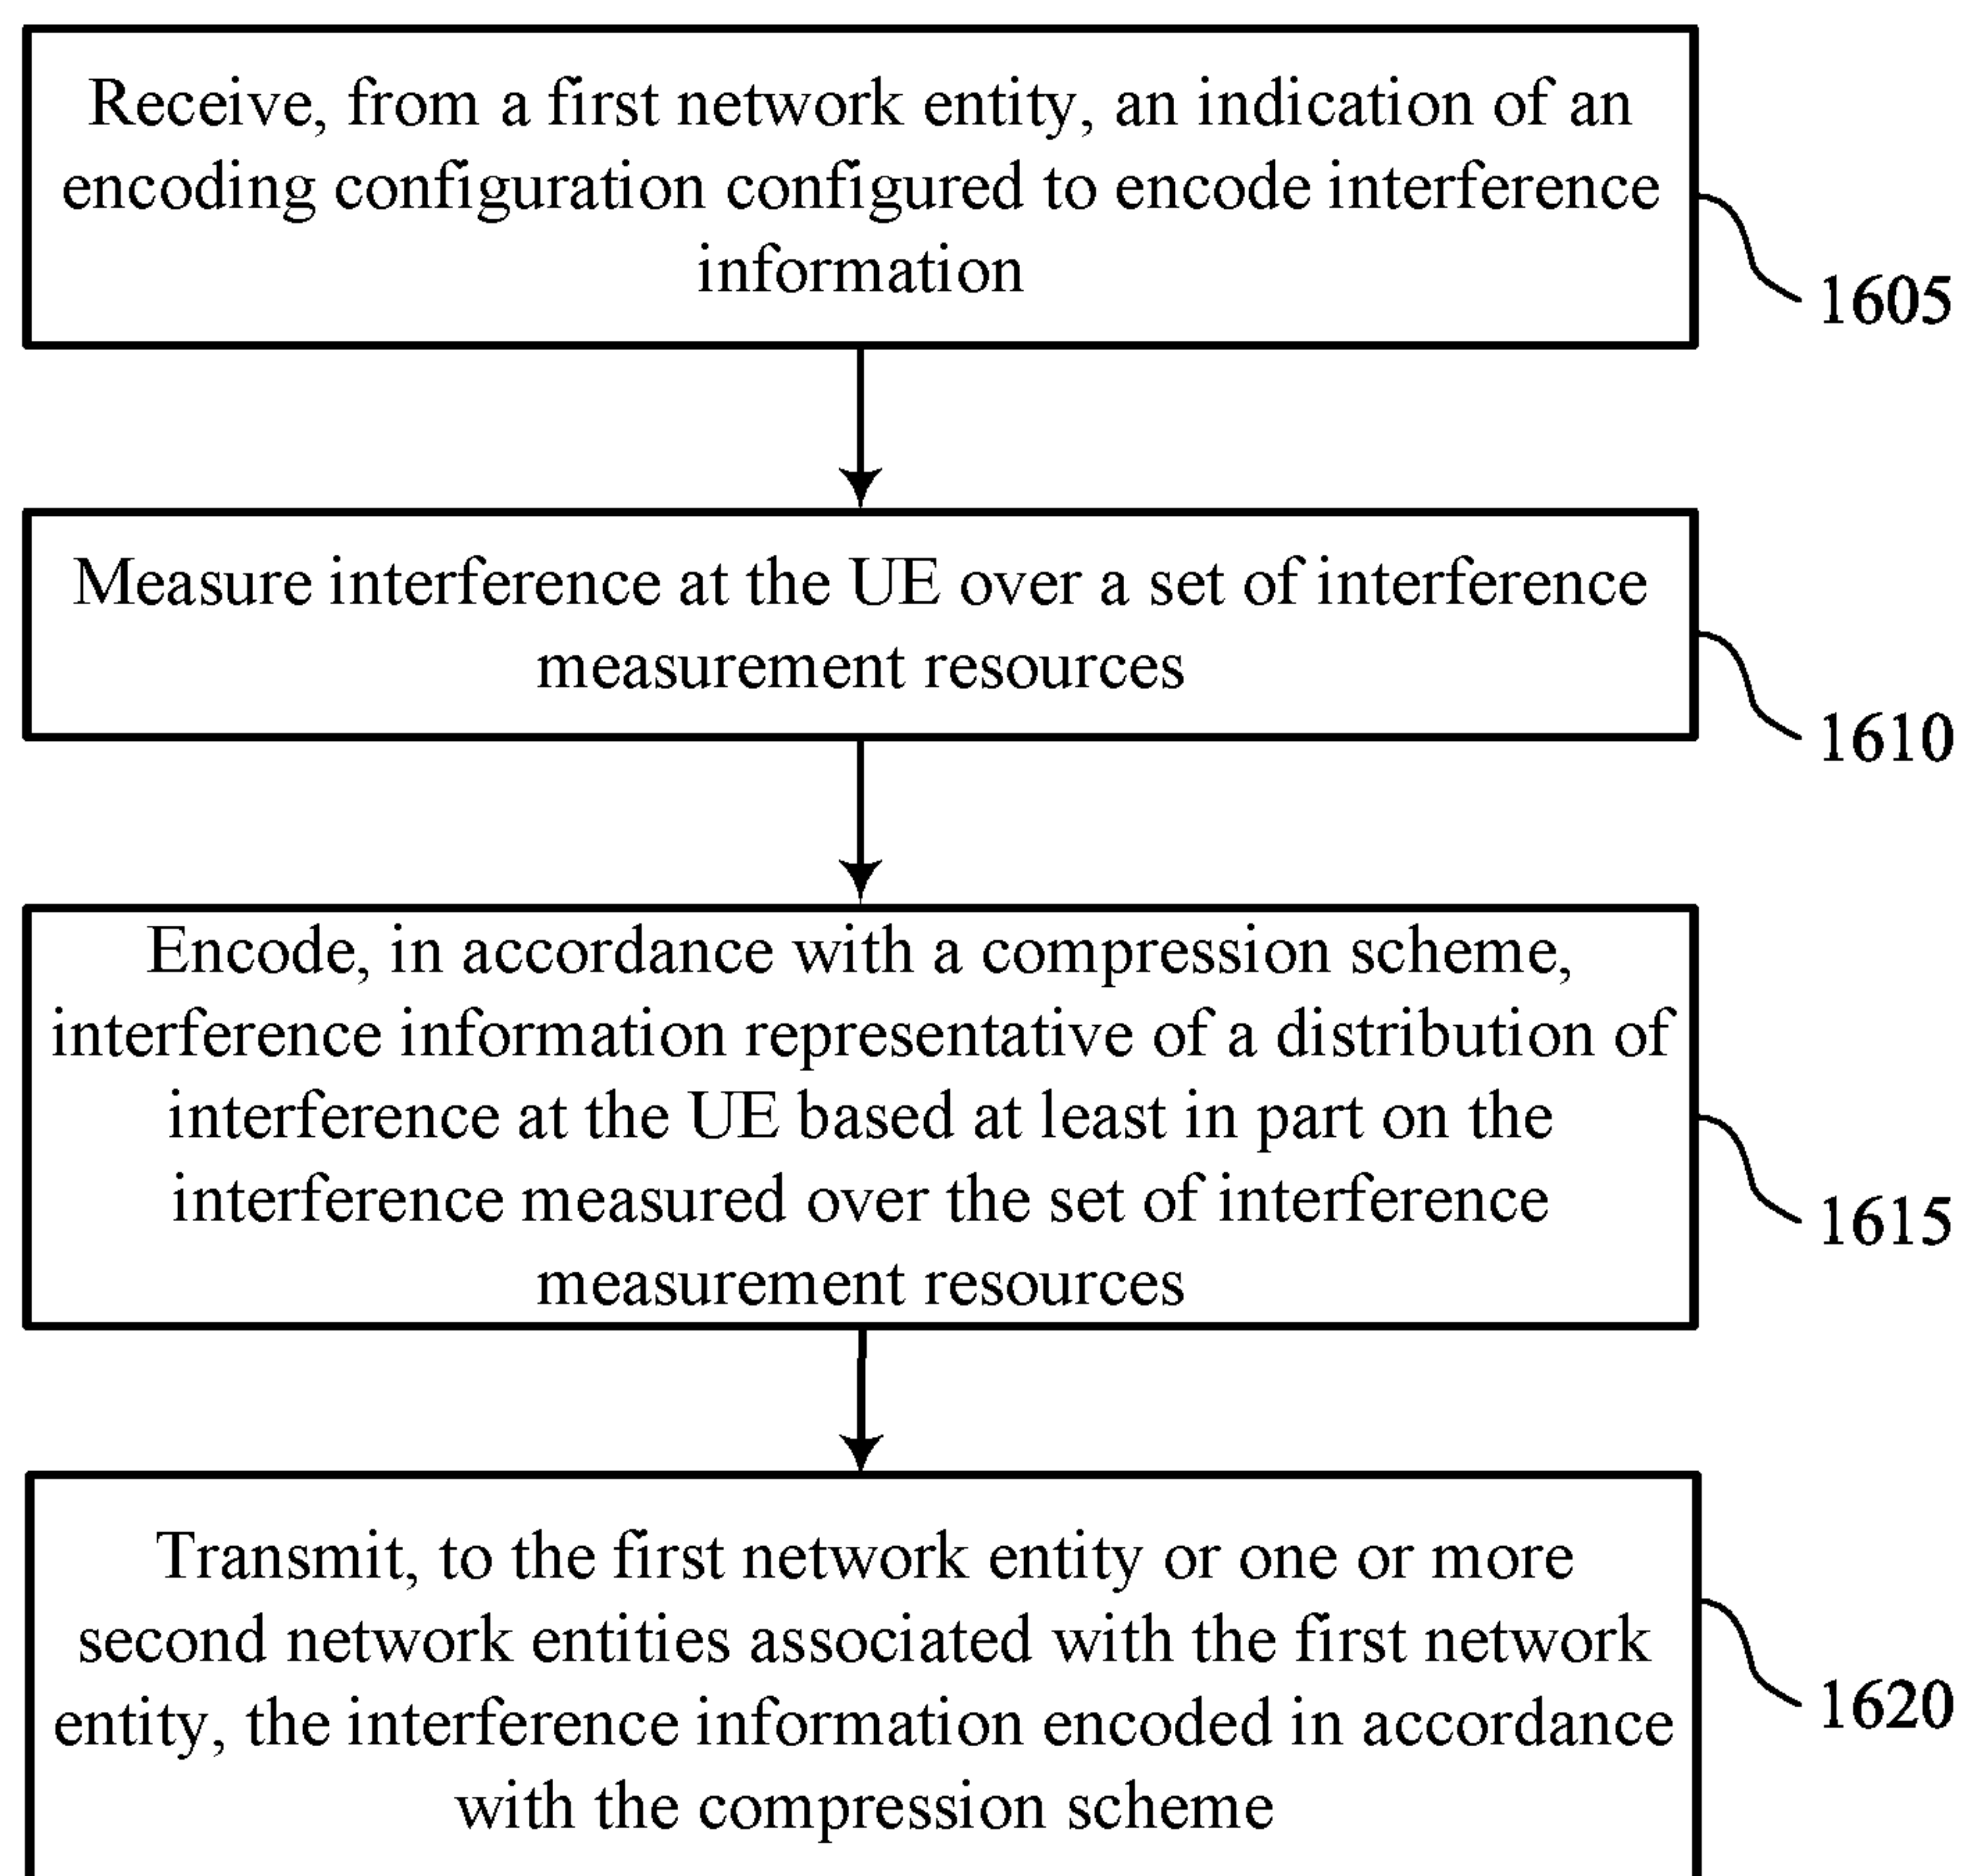 Receive, from a first network entity, an indication of an
encoding configuration configured to encode interference
information
1605
Measure interference at the UE over a set of interference
measurement resources
1610
Encode, in accordance with a compression scheme,
interference information representative of a distribution of
interference at the UE based at least in part on the
interference measured over the set of interference
measurement resources
1615
Transmit, to the first network entity or one or more
second network entities associated with the first network
entity, the interference information encoded in accordance
with the compression scheme
1620